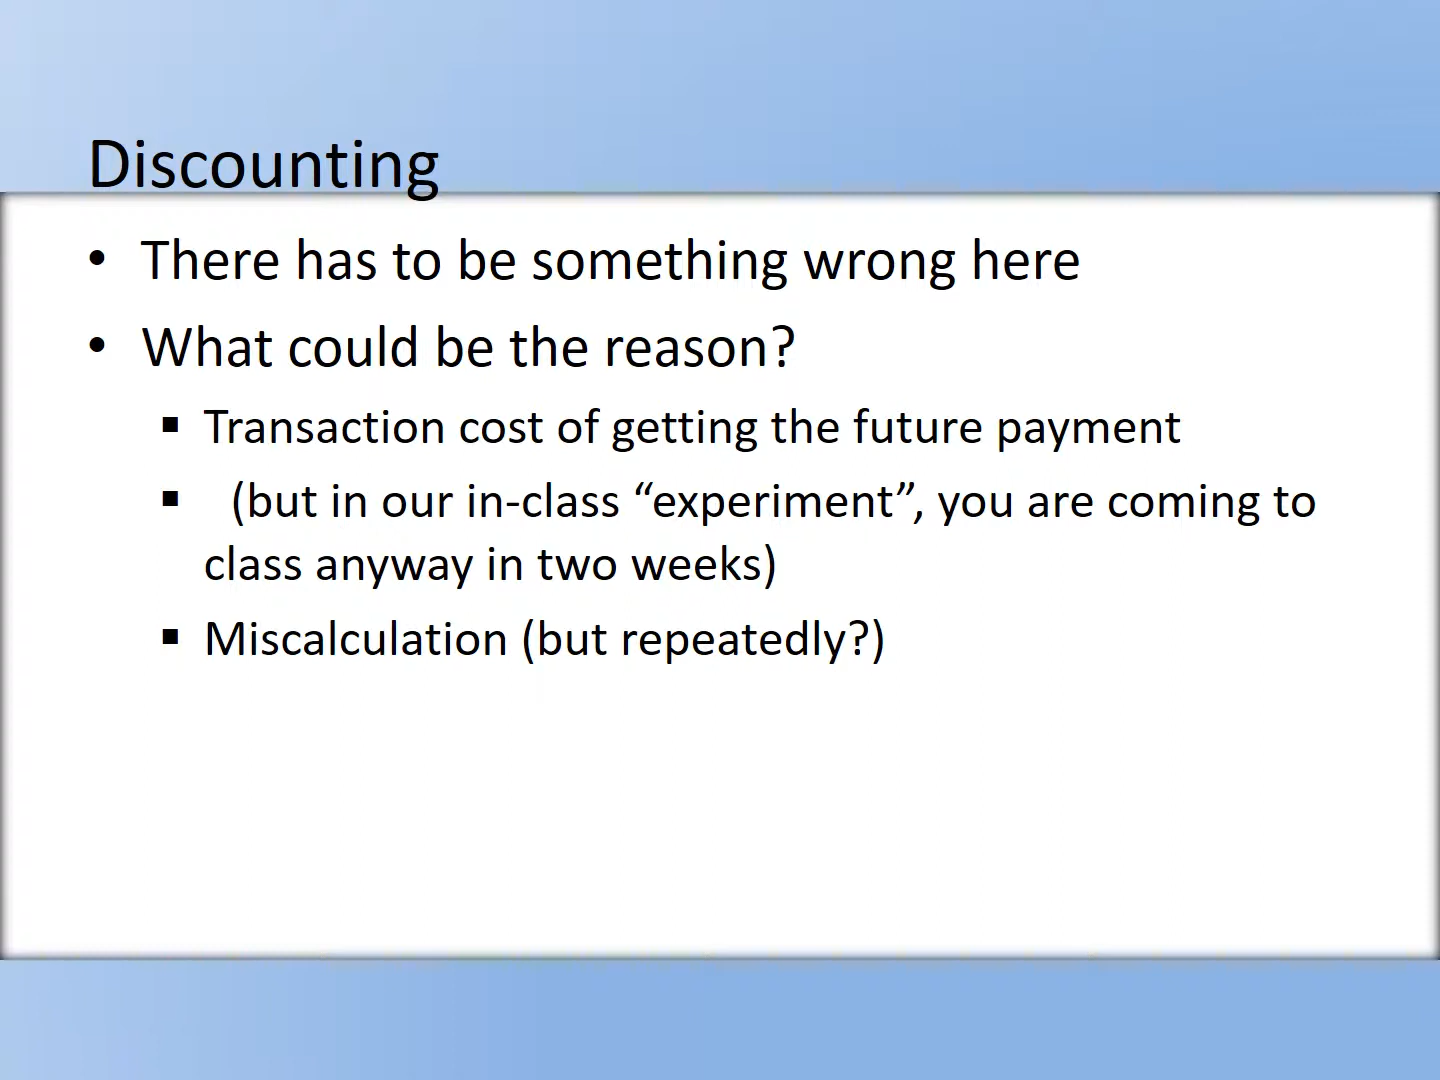 Discounting
• There has to be something wrong here
• What could be the reason?
▪ Transaction cost of getting the future payment
▪ (but in our in-class “experiment”, you are coming to
class anyway in two weeks)
▪ Miscalculation (but repeatedly?)